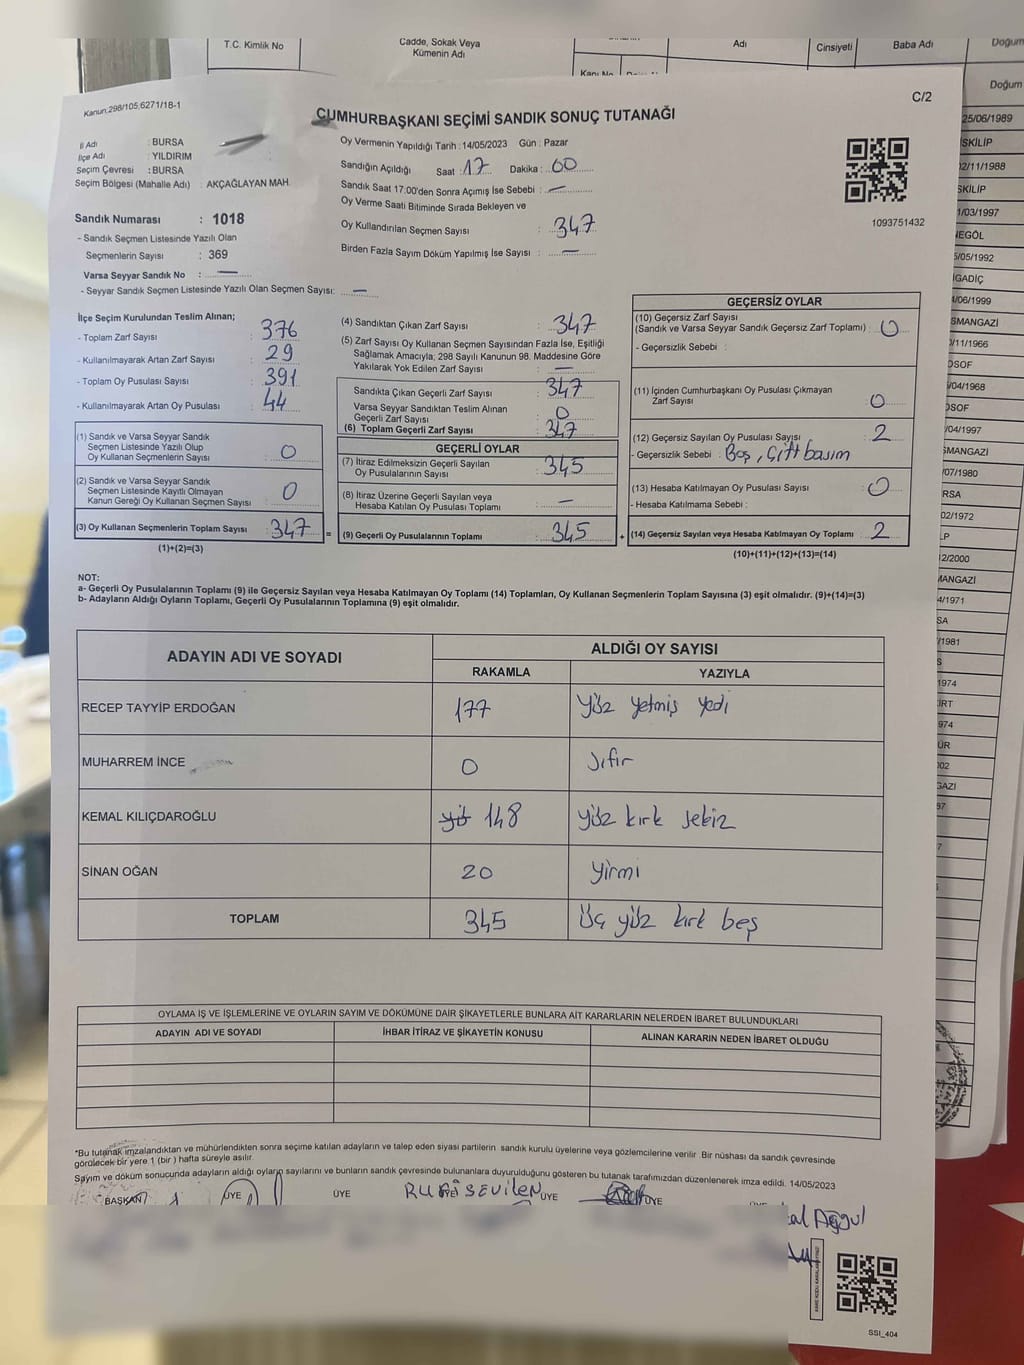 T.C. Kimlik No
Cadde, Sokak Veya
Kümenin Adı
Adı
Cinsiyeti
Baba Adı
Doğum
Kapı No
Doğum
C/2
Kanun:298/105;6271/18-1
CUMHURBAŞKANI SEÇİMİ SANDIK SONUÇ TUTANAĞI
İl Adı : BURSA
İlçe Adı : YILDIRIM
Seçim Çevresi : BURSA
Seçim Bölgesi (Mahalle Adı) : AKÇAĞLAYAN MAH.
Sandık Numarası : 1018
- Sandık Seçmen Listesinde Yazılı Olan
Seçmenlerin Sayısı : 369
Varsa Seyyar Sandık No : —
- Seyyar Sandık Seçmen Listesinde Yazılı Olan Seçmen Sayısı: —
Oy Vermenin Yapıldığı Tarih : 14/05/2023 Gün : Pazar
Sandığın Açıldığı Saat : 17 Dakika : 00
Sandık Saat 17.00'den Sonra Açımış İse Sebebi : —
Oy Verme Saati Bitiminde Sırada Bekleyen ve
Oy Kullandırılan Seçmen Sayısı : 347
Birden Fazla Sayım Döküm Yapılmış İse Sayısı : —
1093751432
İlçe Seçim Kurulundan Teslim Alınan;
- Toplam Zarf Sayısı : 376
- Kullanılmayarak Artan Zarf Sayısı : 29
- Toplam Oy Pusulası Sayısı : 391
- Kullanılmayarak Artan Oy Pusulası : 44
(1) Sandık ve Varsa Seyyar Sandık
Seçmen Listesinde Yazılı Olup
Oy Kullanan Seçmenlerin Sayısı : 0
(2) Sandık ve Varsa Seyyar Sandık
Seçmen Listesinde Kayıtlı Olmayan
Kanun Gereği Oy Kullanan Seçmen Sayısı : 0
(3) Oy Kullanan Seçmenlerin Toplam Sayısı : 347 =
(1)+(2)=(3)
(4) Sandıktan Çıkan Zarf Sayısı : 347
(5) Zarf Sayısı Oy Kullanan Seçmen Sayısından Fazla İse, Eşitliği
Sağlamak Amacıyla; 298 Sayılı Kanunun 98. Maddesine Göre
Yakılarak Yok Edilen Zarf Sayısı : —
Sandıkta Çıkan Geçerli Zarf Sayısı : 347
Varsa Seyyar Sandıktan Teslim Alınan
Geçerli Zarf Sayısı : 0
(6) Toplam Geçerli Zarf Sayısı : 347
GEÇERLİ OYLAR
(7) İtiraz Edilmeksizin Geçerli Sayılan
Oy Pusulalarının Sayısı : 345
(8) İtiraz Üzerine Geçerli Sayılan veya
Hesaba Katılan Oy Pusulası Toplamı : —
(9) Geçerli Oy Pusulalarının Toplamı : 345 +
GEÇERSİZ OYLAR
(10) Geçersiz Zarf Sayısı
(Sandık ve Varsa Seyyar Sandık Geçersiz Zarf Toplamı) : 0
- Geçersizlik Sebebi :
(11) İçinden Cumhurbaşkanı Oy Pusulası Çıkmayan
Zarf Sayısı : 0
(12) Geçersiz Sayılan Oy Pusulası Sayısı : 2
- Geçersizlik Sebebi : Boş, Çift basım
(13) Hesaba Katılmayan Oy Pusulası Sayısı : 0
- Hesaba Katılmama Sebebi :
(14) Geçersiz Sayılan veya Hesaba Katılmayan Oy Toplamı : 2
(10)+(11)+(12)+(13)=(14)
NOT:
a- Geçerli Oy Pusulalarının Toplamı (9) ile Geçersiz Sayılan veya Hesaba Katılmayan Oy Toplamı (14) Toplamları, Oy Kullanan Seçmenlerin Toplam Sayısına (3) eşit olmalıdır. (9)+(14)=(3)
b- Adayların Aldığı Oyların Toplamı, Geçerli Oy Pusulalarının Toplamına (9) eşit olmalıdır.
ADAYIN ADI VE SOYADI
ALDIĞI OY SAYISI
RAKAMLA YAZIYLA
RECEP TAYYİP ERDOĞAN 177 Yüz yetmiş yedi
MUHARREM İNCE 0 sıfır
KEMAL KILIÇDAROĞLU 148 Yüz kırk sekiz
SİNAN OĞAN 20 Yirmi
TOPLAM 345 Üç yüz kırk beş
OYLAMA İŞ VE İŞLEMLERİNE VE OYLARIN SAYIM VE DÖKÜMÜNE DAİR ŞİKAYETLERLE BUNLARA AİT KARARLARIN NELERDEN İBARET BULUNDUKLARI
ADAYIN ADI VE SOYADI İHBAR İTİRAZ VE ŞİKAYETİN KONUSU ALINAN KARARIN NEDEN İBARET OLDUĞU
*Bu tutanak imzalandıktan ve mühürlendikten sonra seçime katılan adayların ve talep eden siyasi partilerin sandık kurulu üyelerine veya gözlemcilerine verilir. Bir nüshası da sandık çevresinde
görülecek bir yere 1 (bir) hafta süreyle asılır.
Sayım ve döküm sonucunda adayların aldığı oyların sayılarını ve bunların sandık çevresinde bulunanlara duyurulduğunu gösteren bu tutanak tarafımızdan düzenlenerek imza edildi. 14/05/2023
BAŞKAN ÜYE ÜYE ÜYE ÜYE
SSI_404
25/06/1989
SKİLİP
02/11/1988
SKİLİP
1/03/1997
NEGÖL
5/05/1992
IGADİÇ
4/06/1999
SMANGAZİ
/11/1966
OSOF
/04/1968
OSOF
/04/1997
SMANGAZİ
/07/1980
RSA
02/1972
LP
12/2000
MANGAZİ
4/1971
SA
/1981
S
1974
IRT
974
ÜR
002
GAZİ
97
7